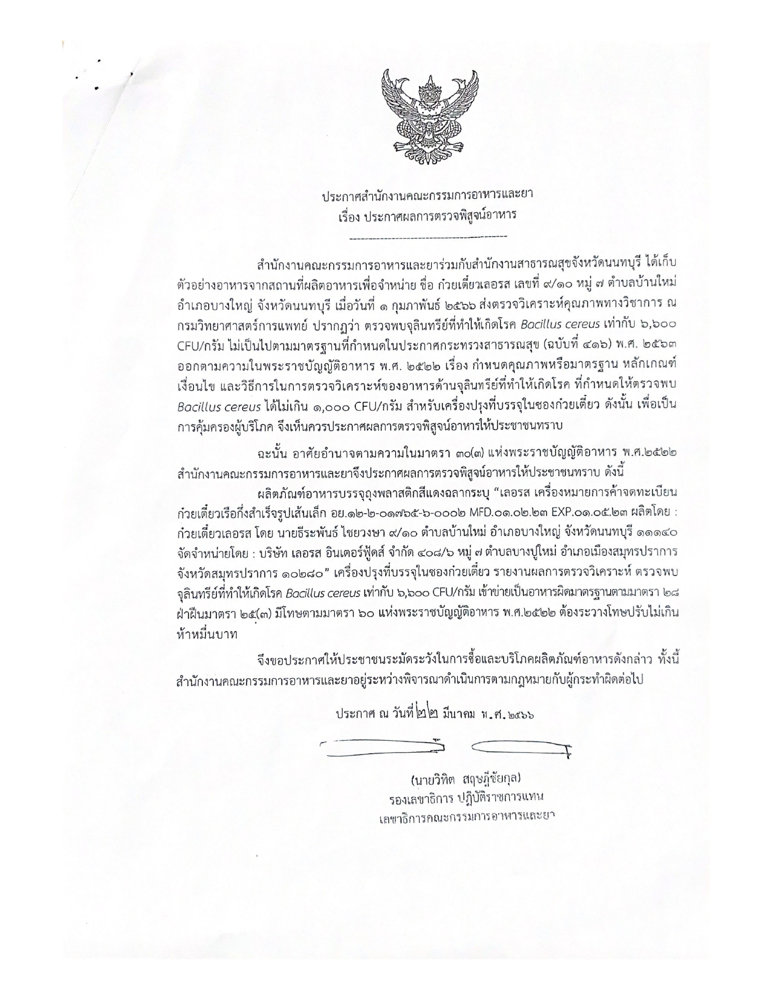 ประกาศสำนักงานคณะกรรมการอาหารและยา
เรื่อง ประกาศผลการตรวจพิสูจน์อาหาร
สำนักงานคณะกรรมการอาหารและยาร่วมกับสำนักงานสาธารณสุขจังหวัดนนทบุรี ได้เก็บ
ตัวอย่างอาหารจากสถานที่ผลิตอาหารเพื่อจำหน่าย ชื่อ ก๋วยเตี๋ยวเลอรส เลขที่ ๙/๑๐ หมู่ ๗ ตำบลบ้านใหม่
อำเภอบางใหญ่ จังหวัดนนทบุรี เมื่อวันที่ ๑ กุมภาพันธ์ ๒๕๖๖ ส่งตรวจวิเคราะห์คุณภาพทางวิชาการ ณ
กรมวิทยาศาสตร์การแพทย์ ปรากฏว่า ตรวจพบจุลินทรีย์ที่ทำให้เกิดโรค Bacillus cereus เท่ากับ ๖,๖๐๐
CFU/กรัม ไม่เป็นไปตามมาตรฐานที่กำหนดในประกาศกระทรวงสาธารณสุข (ฉบับที่ ๔๑๖) พ.ศ. ๒๕๖๓
ออกตามความในพระราชบัญญัติอาหาร พ.ศ. ๒๕๒๒ เรื่อง กำหนดคุณภาพหรือมาตรฐาน หลักเกณฑ์
เงื่อนไข และวิธีการในการตรวจวิเคราะห์ของอาหารด้านจุลินทรีย์ที่ทำให้เกิดโรค ที่กำหนดให้ตรวจพบ
Bacillus cereus ได้ไม่เกิน ๑,๐๐๐ CFU/กรัม สำหรับเครื่องปรุงที่บรรจุในซองก๋วยเตี๋ยว ดังนั้น เพื่อเป็น
การคุ้มครองผู้บริโภค จึงเห็นควรประกาศผลการตรวจพิสูจน์อาหารให้ประชาชนทราบ
ฉะนั้น อาศัยอำนาจตามความในมาตรา ๓๐(๓) แห่งพระราชบัญญัติอาหาร พ.ศ.๒๕๒๒
สำนักงานคณะกรรมการอาหารและยาจึงประกาศผลการตรวจพิสูจน์อาหารให้ประชาชนทราบ ดังนี้
ผลิตภัณฑ์อาหารบรรจุถุงพลาสติกสีแดงฉลากระบุ “เลอรส เครื่องหมายการค้าจดทะเบียน
ก๋วยเตี๋ยวเรือกึ่งสำเร็จรูปเส้นเล็ก อย.๑๒-๒-๐๑๗๖๕-๖-๐๐๐๒ MFD.๐๑.๐๒.๒๓ EXP.๐๑.๐๕.๒๓ ผลิตโดย :
ก๋วยเตี๋ยวเลอรส โดย นายธีระพันธ์ ไชยวงษา ๙/๑๐ ตำบลบ้านใหม่ อำเภอบางใหญ่ จังหวัดนนทบุรี ๑๑๑๔๐
จัดจำหน่ายโดย : บริษัท เลอรส อินเตอร์ฟู้ดส์ จำกัด ๔๐๘/๖ หมู่ ๗ ตำบลบางปูใหม่ อำเภอเมืองสมุทรปราการ
จังหวัดสมุทรปราการ ๑๐๒๘๐” เครื่องปรุงที่บรรจุในซองก๋วยเตี๋ยว รายงานผลการตรวจวิเคราะห์ ตรวจพบ
จุลินทรีย์ที่ทำให้เกิดโรค Bacillus cereus เท่ากับ ๖,๖๐๐ CFU/กรัม เข้าข่ายเป็นอาหารผิดมาตรฐานตามมาตรา ๒๘
ฝ่าฝืนมาตรา ๒๕(๓) มีโทษตามมาตรา ๖๐ แห่งพระราชบัญญัติอาหาร พ.ศ.๒๕๒๒ ต้องระวางโทษปรับไม่เกิน
ห้าหมื่นบาท
จึงขอประกาศให้ประชาชนระมัดระวังในการซื้อและบริโภคผลิตภัณฑ์อาหารดังกล่าว ทั้งนี้
สำนักงานคณะกรรมการอาหารและยาอยู่ระหว่างพิจารณาดำเนินการตามกฎหมายกับผู้กระทำผิดต่อไป
ประกาศ ณ วันที่ ๒๒ มีนาคม พ.ศ.๒๕๖๖
(นายวิทิต สฤษฎีชัยกุล)
รองเลขาธิการ ปฏิบัติราชการแทน
เลขาธิการคณะกรรมการอาหารและยา